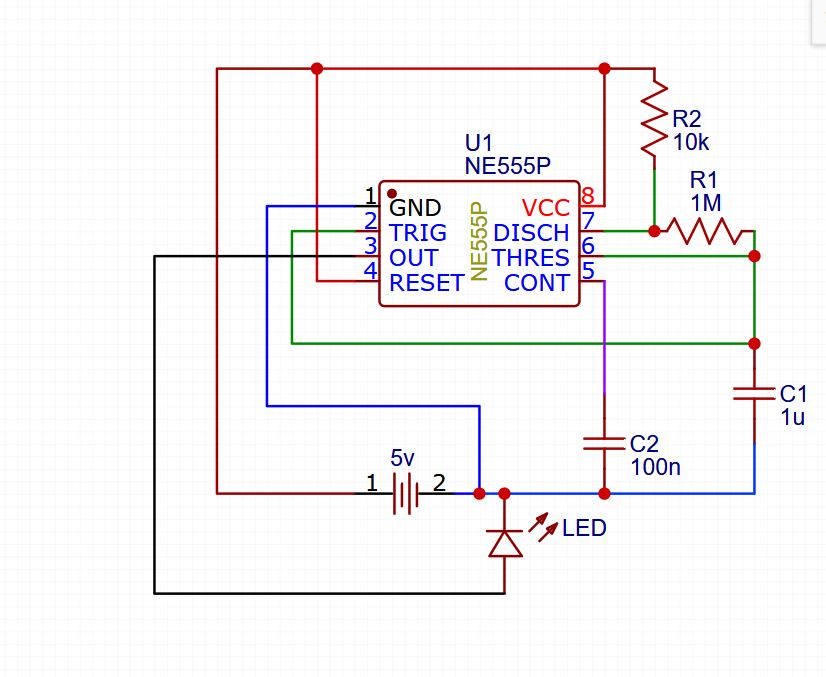 U1
NE555P
R2
10k
R1
1M
1
GND
2
TRIG
3
OUT
4
RESET
NE555P
8
VCC
7
DISCH
6
THRES
5
CONT
C1
1u
C2
100n
5v
1
2
LED